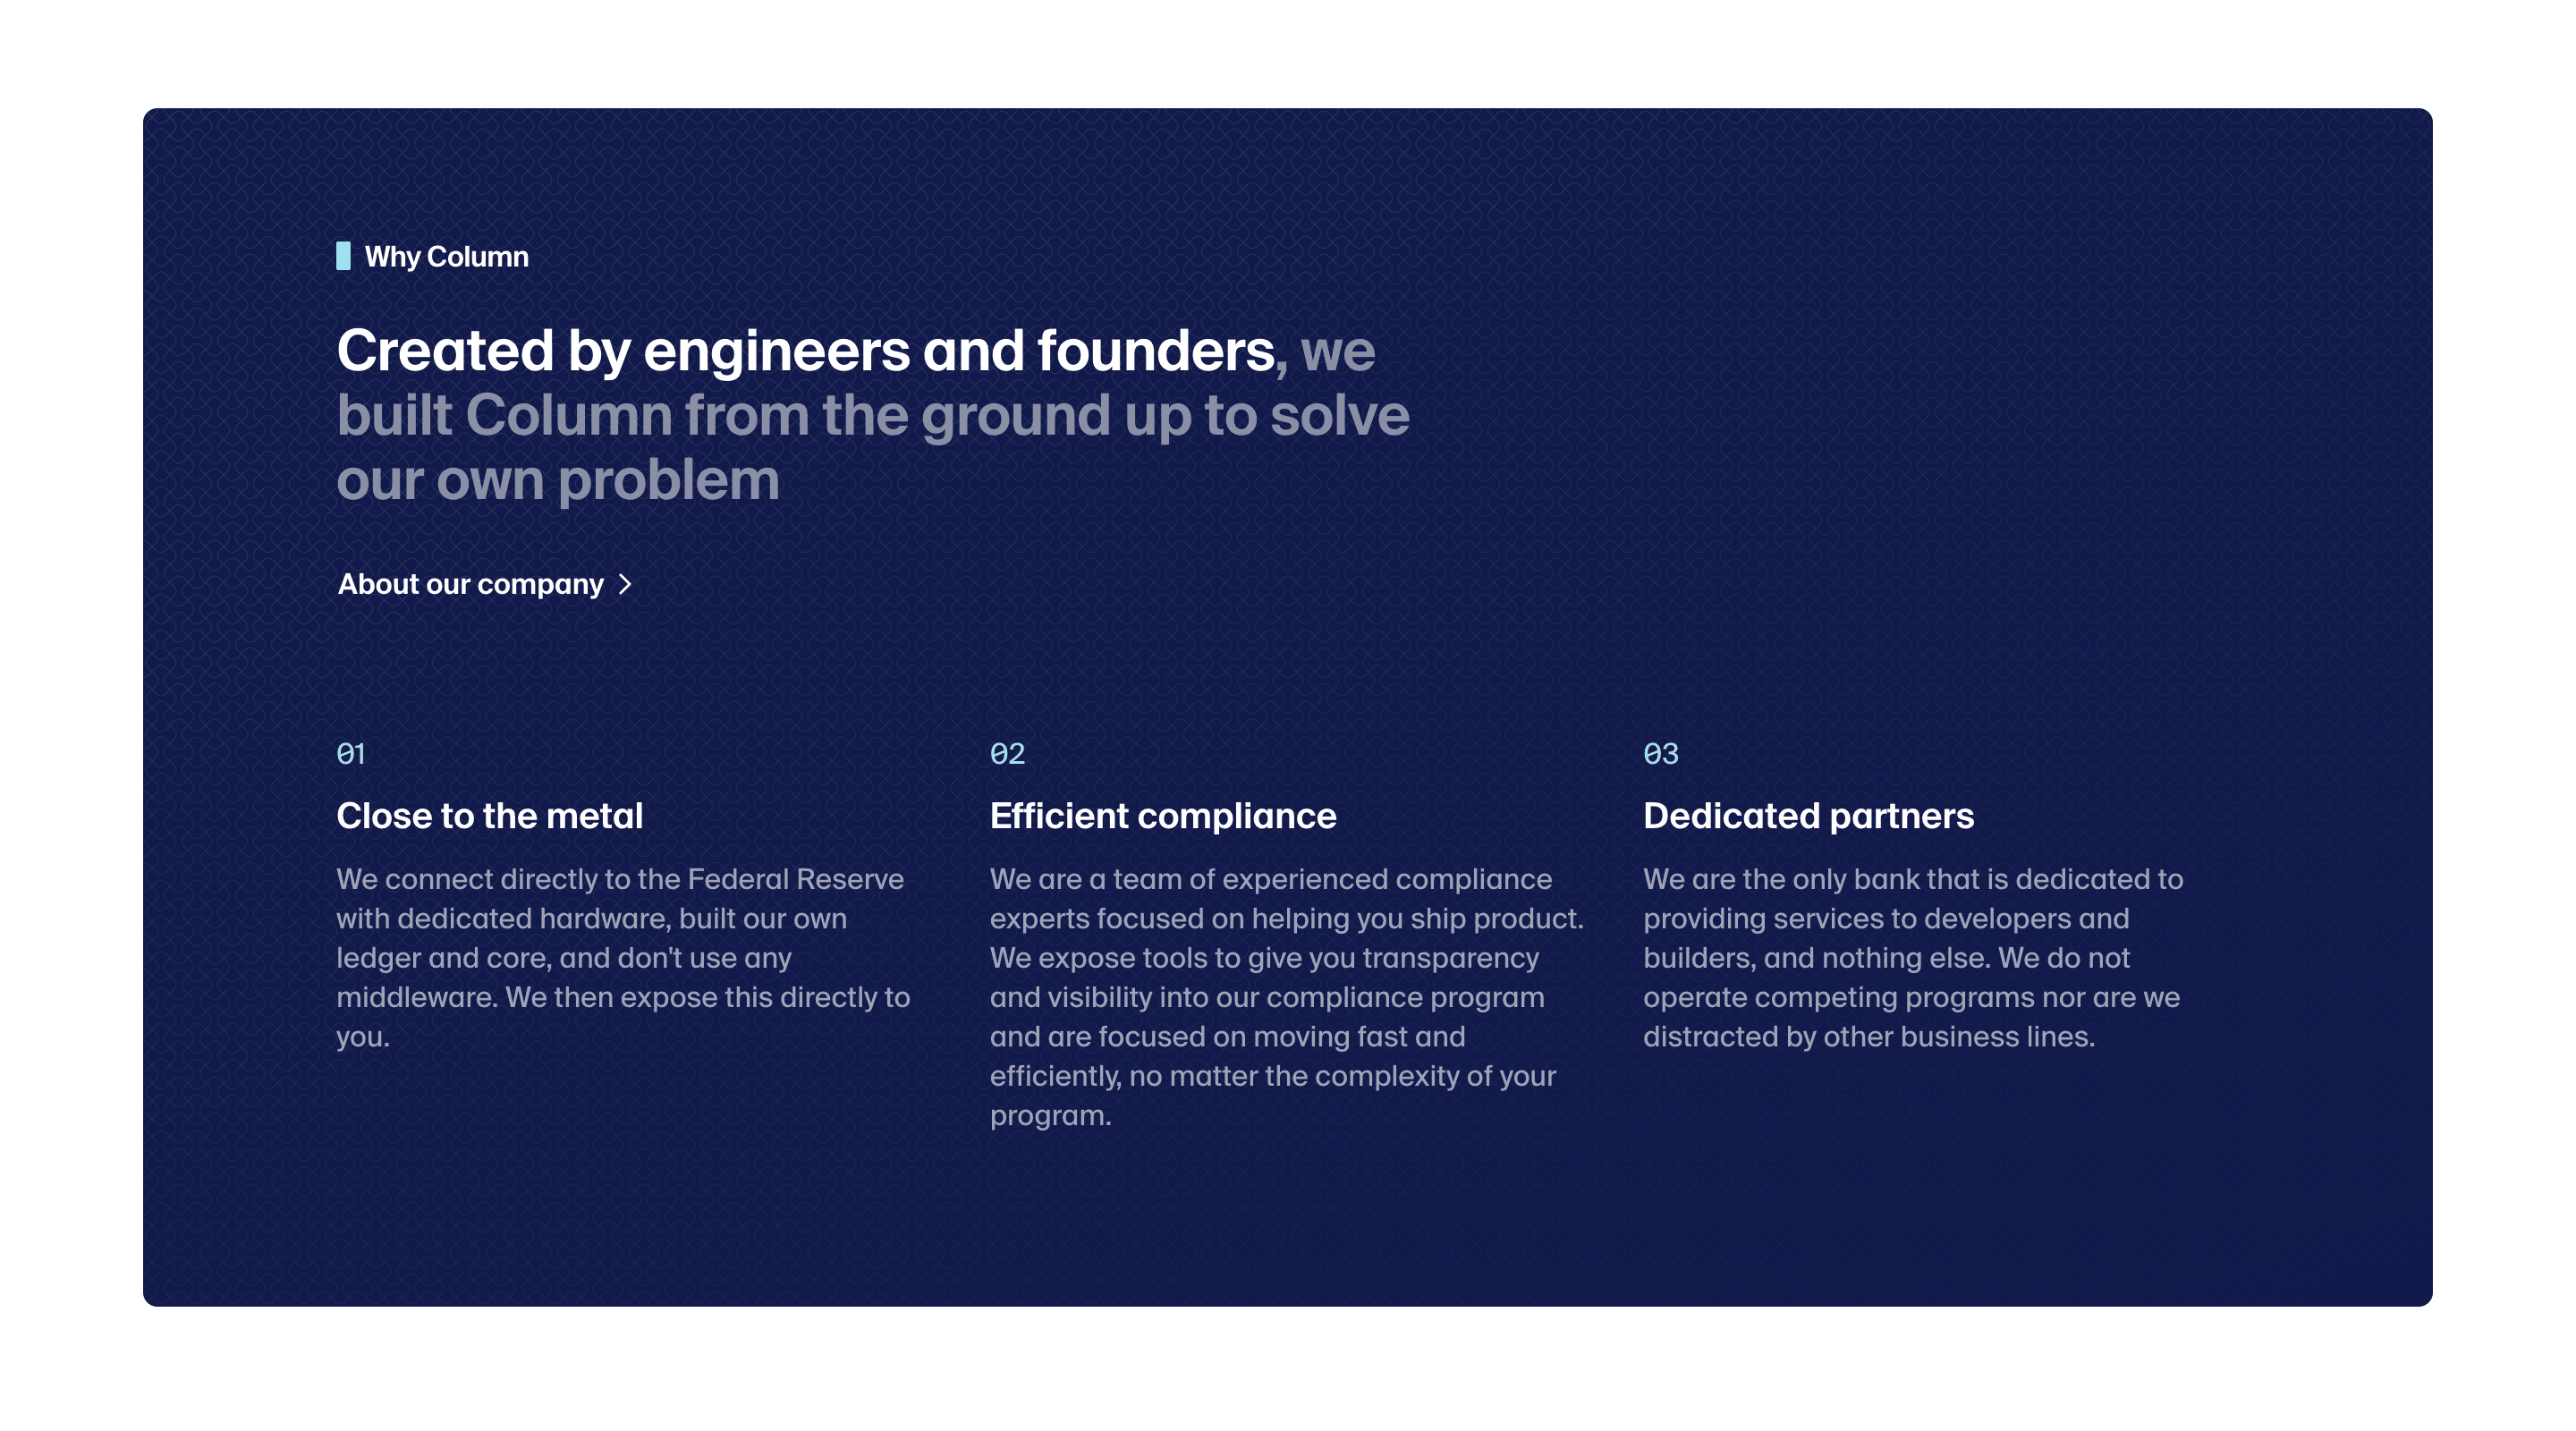 Why Column
Created by engineers and founders, we
built Column from the ground up to solve
our own problem
About our company
01
Close to the metal
We connect directly to the Federal Reserve
with dedicated hardware, built our own
ledger and core, and don't use any
middleware. We then expose this directly to
you.
02
Efficient compliance
We are a team of experienced compliance
experts focused on helping you ship product.
We expose tools to give you transparency
and visibility into our compliance program
and are focused on moving fast and
efficiently, no matter the complexity of your
program.
03
Dedicated partners
We are the only bank that is dedicated to
providing services to developers and
builders, and nothing else. We do not
operate competing programs nor are we
distracted by other business lines.